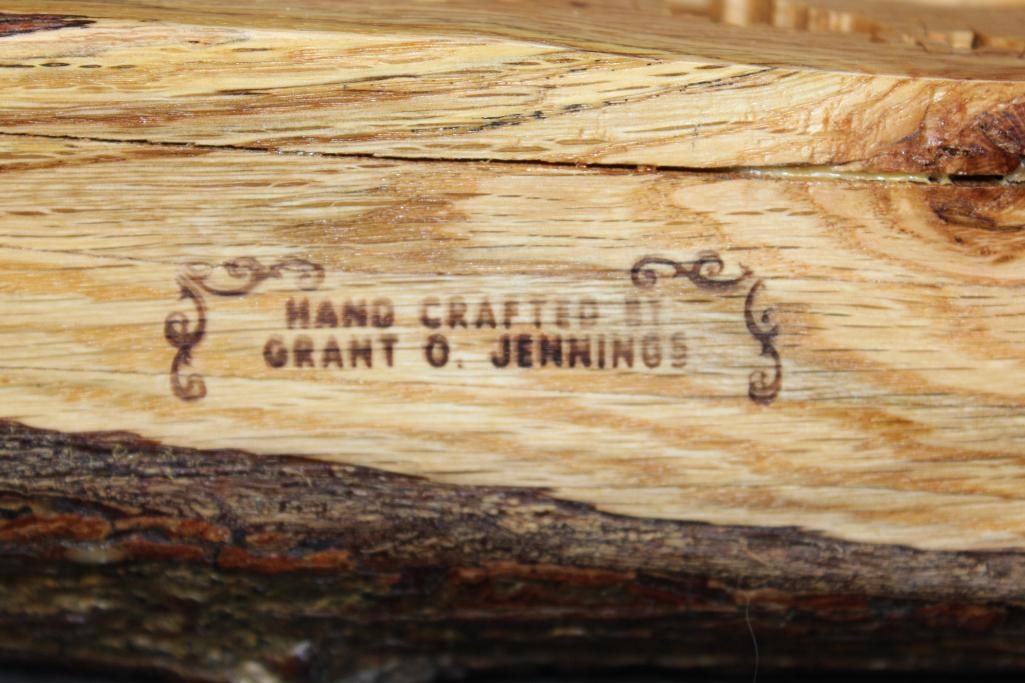 HAND CRAFTED BY
GRANT O. JENNINGS